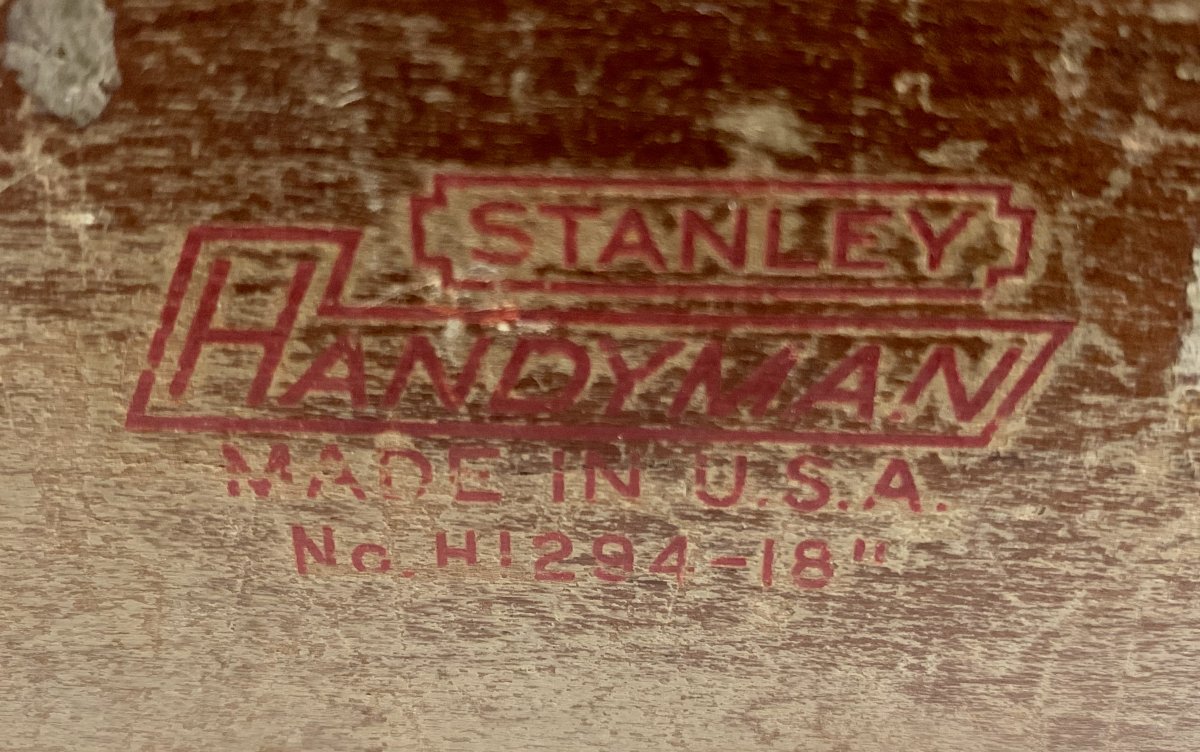 STANLEY
HANDYMAN
MADE IN U.S.A.
No. H1294-18"